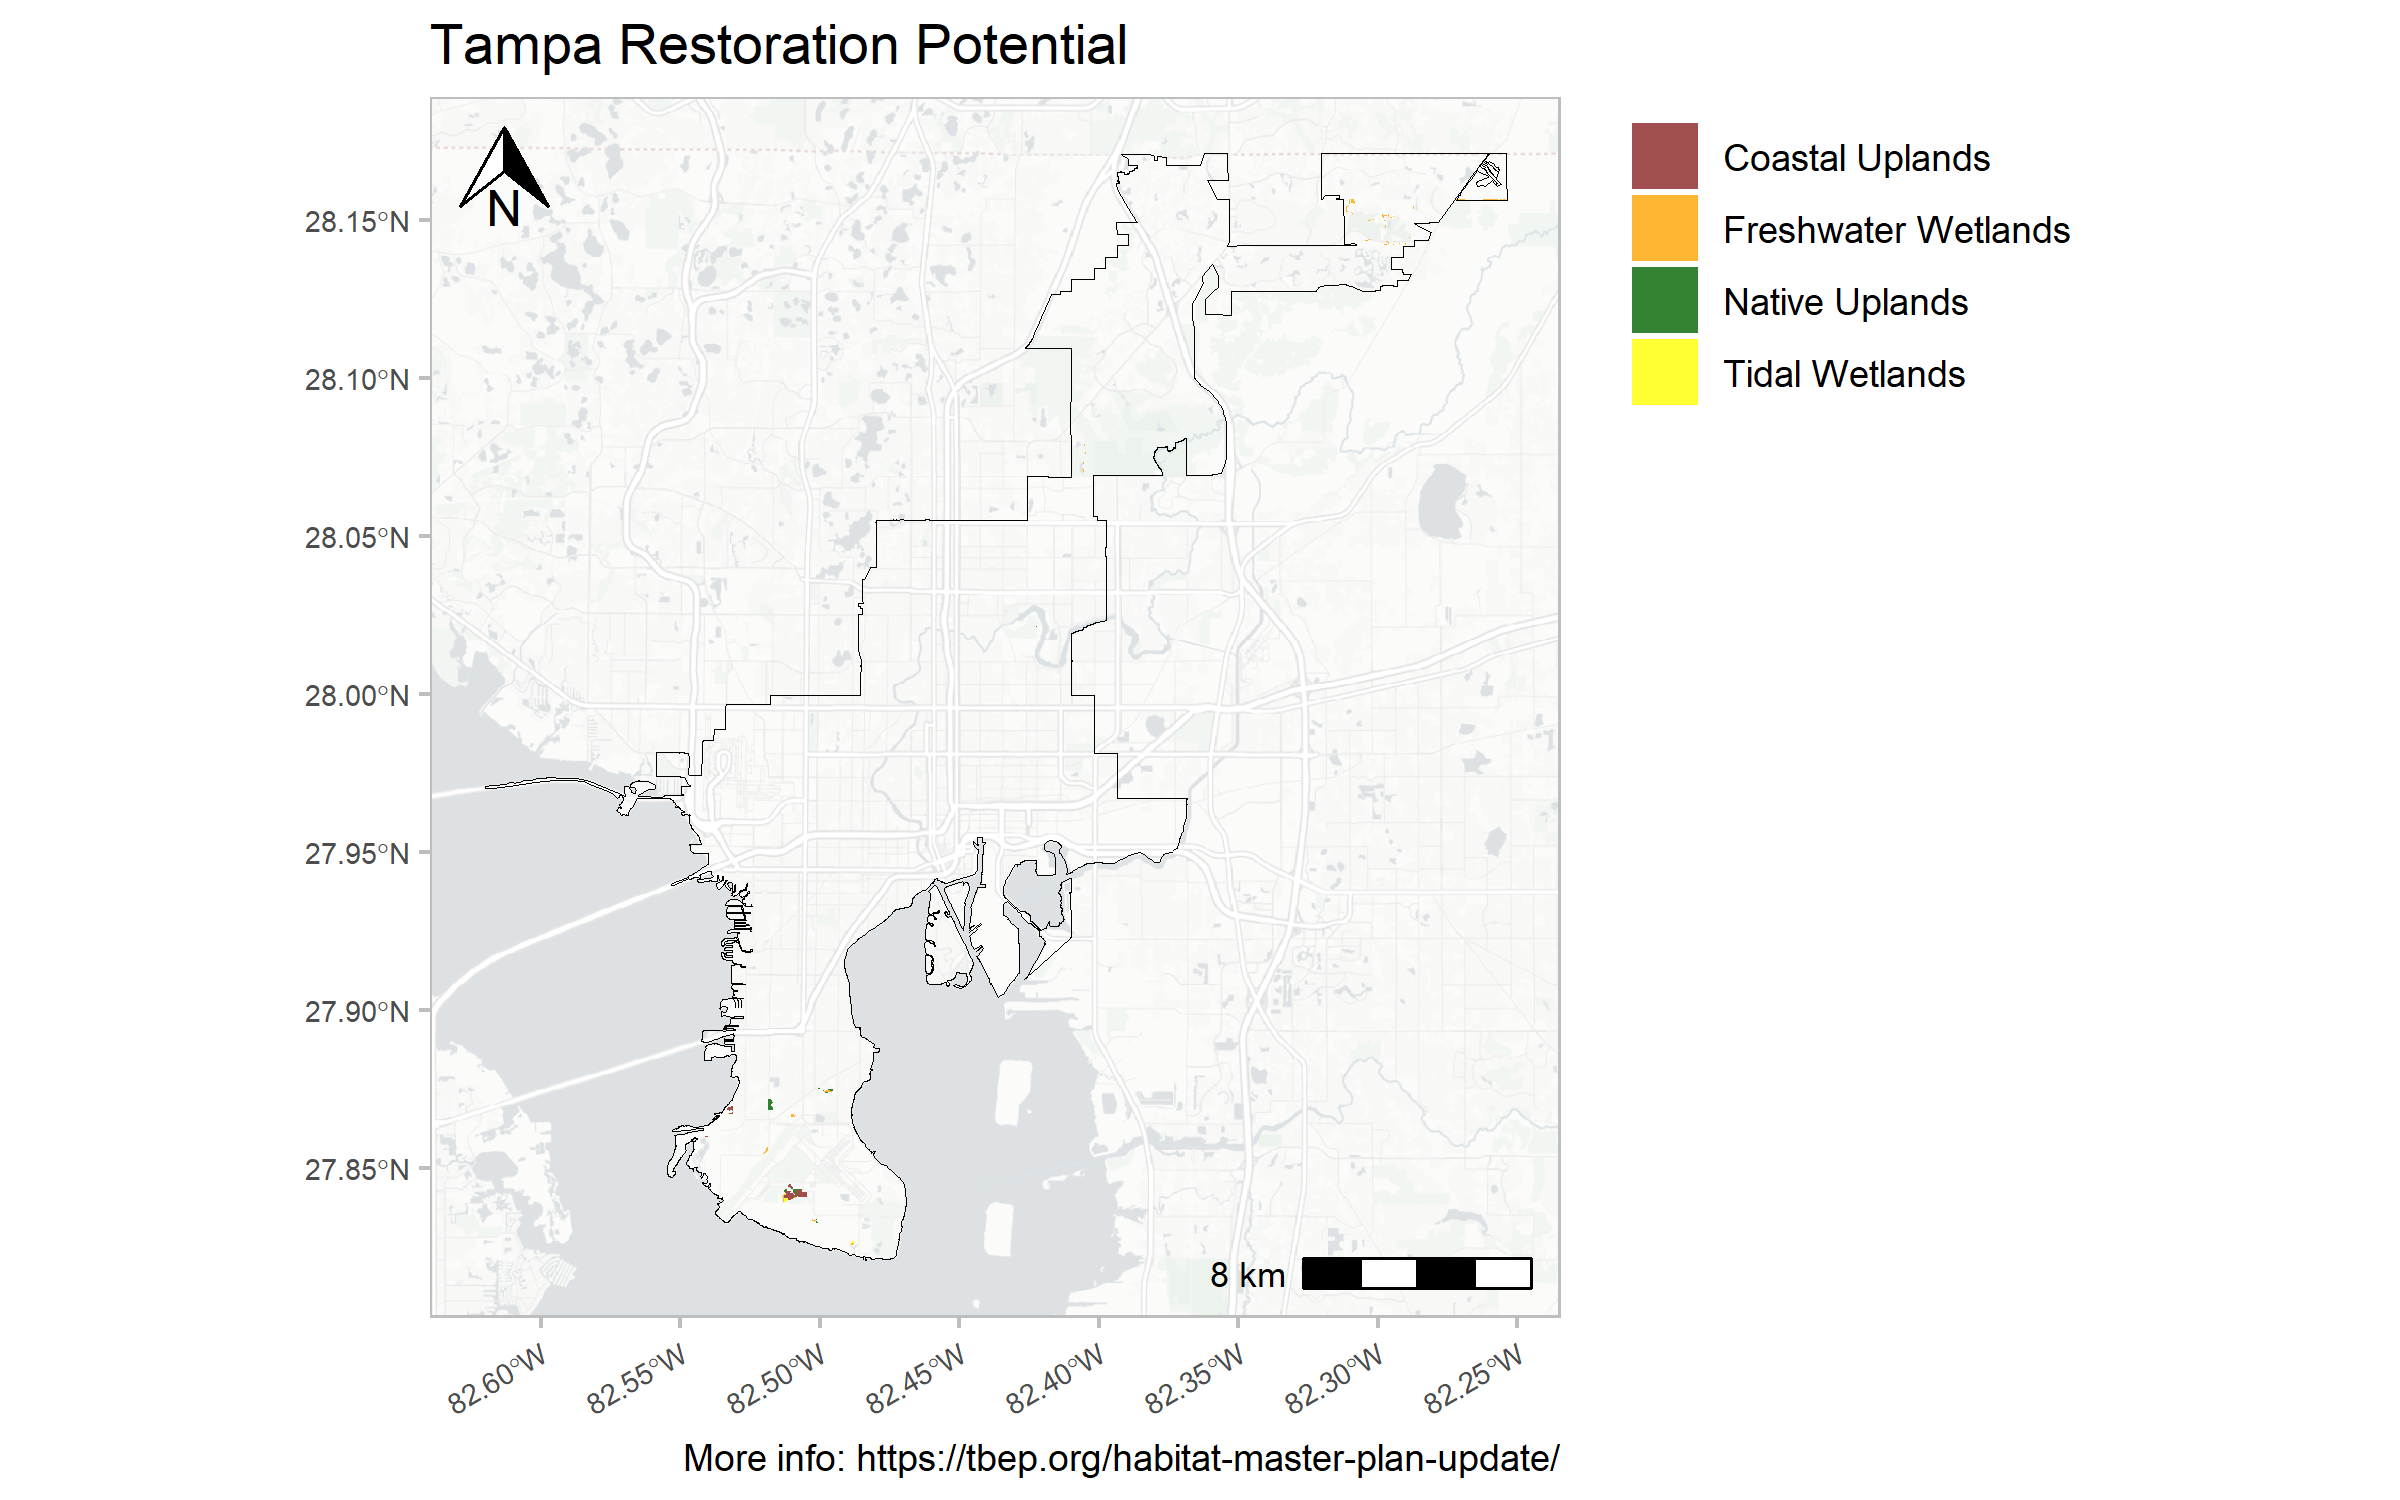 Tampa Restoration Potential
N
Coastal Uplands
Freshwater Wetlands
Native Uplands
Tidal Wetlands
28.15°N
28.10°N
28.05°N
28.00°N
27.95°N
27.90°N
27.85°N
8 km
82.60°W
82.55°W
82.50°W
82.45°W
82.40°W
82.35°W
82.30°W
82.25°W
More info: https://tbep.org/habitat-master-plan-update/